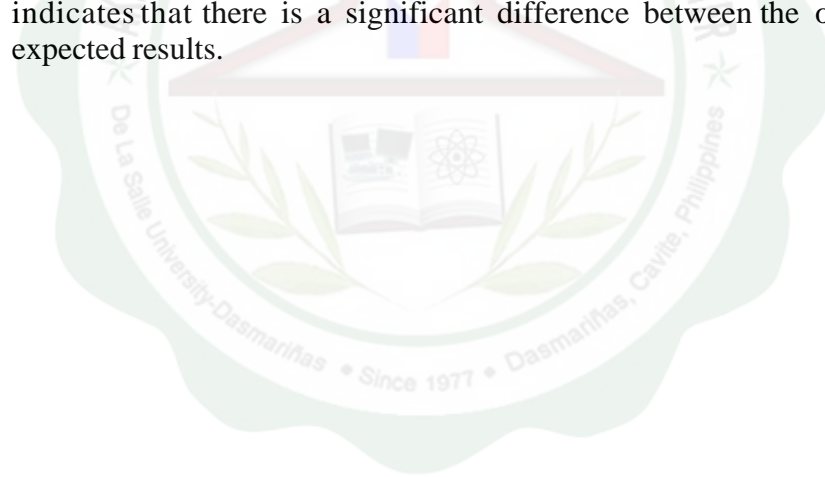 indicates that there is a significant difference between the
expected results.
De La Salle University-Dasmariñas • Since 1977 • Dasmariñas, Cavite, Philippines